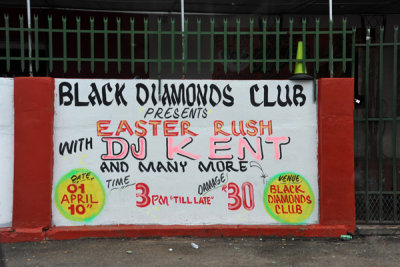 BLACK DIAMONDS CLUB
PRESENTS
EASTER RUSH
WITH DJ KENT
AND MANY MORE
TIME 3PM "TILL LATE"
DAMAGE R30
DATE
01
APRIL
10"
VENUE
BLACK
DIAMONDS
CLUB